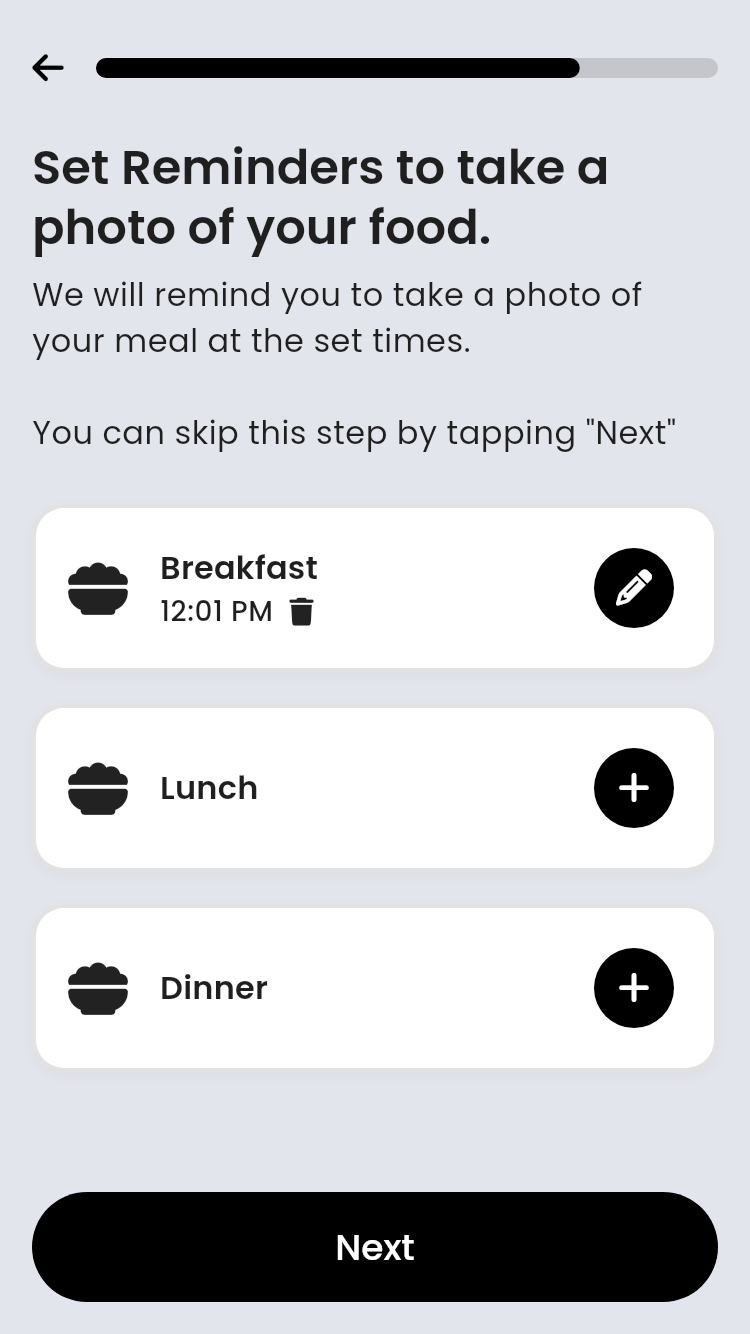 Set Reminders to take a
photo of your food.
We will remind you to take a photo of
your meal at the set times.
You can skip this step by tapping "Next"
Breakfast
12:01 PM
Lunch
Dinner
Next